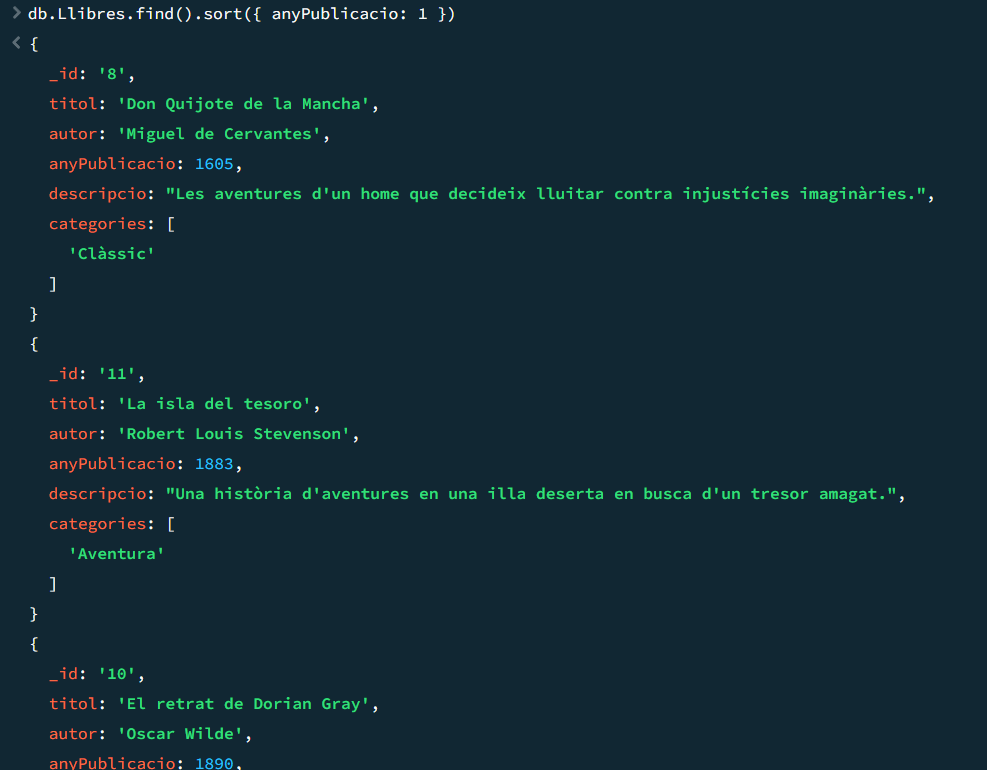 > db.Llibres.find().sort({ anyPublicacio: 1 })
< {
_id: '8',
titol: 'Don Quijote de la Mancha',
autor: 'Miguel de Cervantes',
anyPublicacio: 1605,
descripcio: "Les aventures d'un home que decideix lluitar contra injustícies imaginàries.",
categories: [
'Clàssic'
]
}
{
_id: '11',
titol: 'La isla del tesoro',
autor: 'Robert Louis Stevenson',
anyPublicacio: 1883,
descripcio: "Una història d'aventures en una illa deserta en busca d'un tresor amagat.",
categories: [
'Aventura'
]
}
{
_id: '10',
titol: 'El retrat de Dorian Gray',
autor: 'Oscar Wilde',
anyPublicacio: 1890,